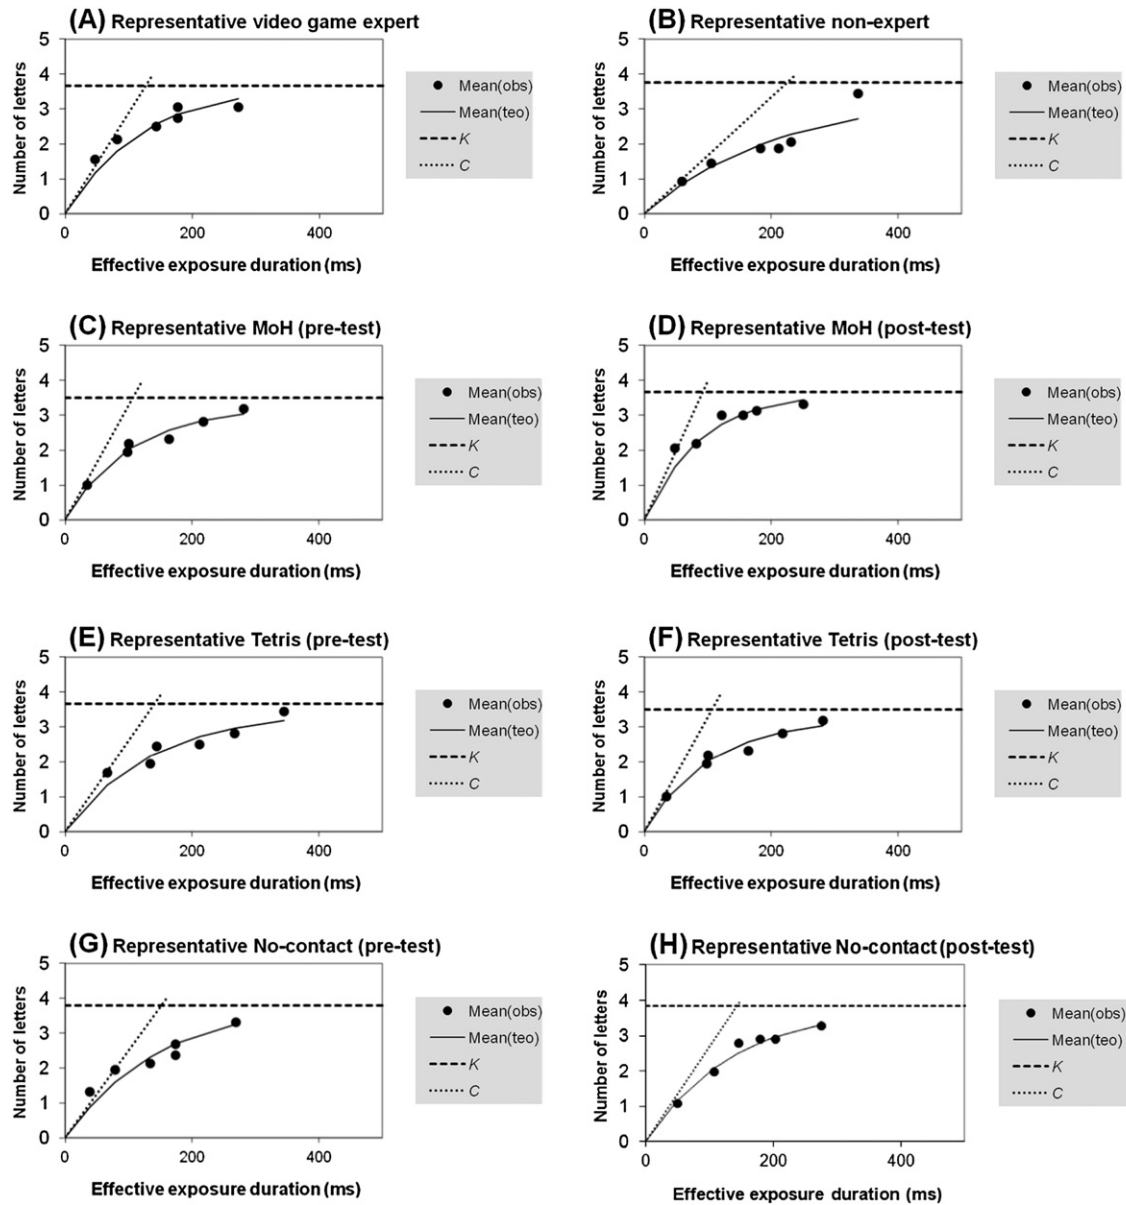 (A) Representative video game expert
5
4
3
2
1
0
0 200 400
Number of letters
Effective exposure duration (ms)
Mean(obs)
Mean(teo)
K
C
(B) Representative non-expert
5
4
3
2
1
0
0 200 400
Number of letters
Effective exposure duration (ms)
Mean(obs)
Mean(teo)
K
C
(C) Representative MoH (pre-test)
5
4
3
2
1
0
0 200 400
Number of letters
Effective exposure duration (ms)
Mean(obs)
Mean(teo)
K
C
(D) Representative MoH (post-test)
5
4
3
2
1
0
0 200 400
Number of letters
Effective exposure duration (ms)
Mean(obs)
Mean(teo)
K
C
(E) Representative Tetris (pre-test)
5
4
3
2
1
0
0 200 400
Number of letters
Effective exposure duration (ms)
Mean(obs)
Mean(teo)
K
C
(F) Representative Tetris (post-test)
5
4
3
2
1
0
0 200 400
Number of letters
Effective exposure duration (ms)
Mean(obs)
Mean(teo)
K
C
(G) Representative No-contact (pre-test)
5
4
3
2
1
0
0 200 400
Number of letters
Effective exposure duration (ms)
Mean(obs)
Mean(teo)
K
C
(H) Representative No-contact (post-test)
5
4
3
2
1
0
0 200 400
Number of letters
Effective exposure duration (ms)
Mean(obs)
Mean(teo)
K
C